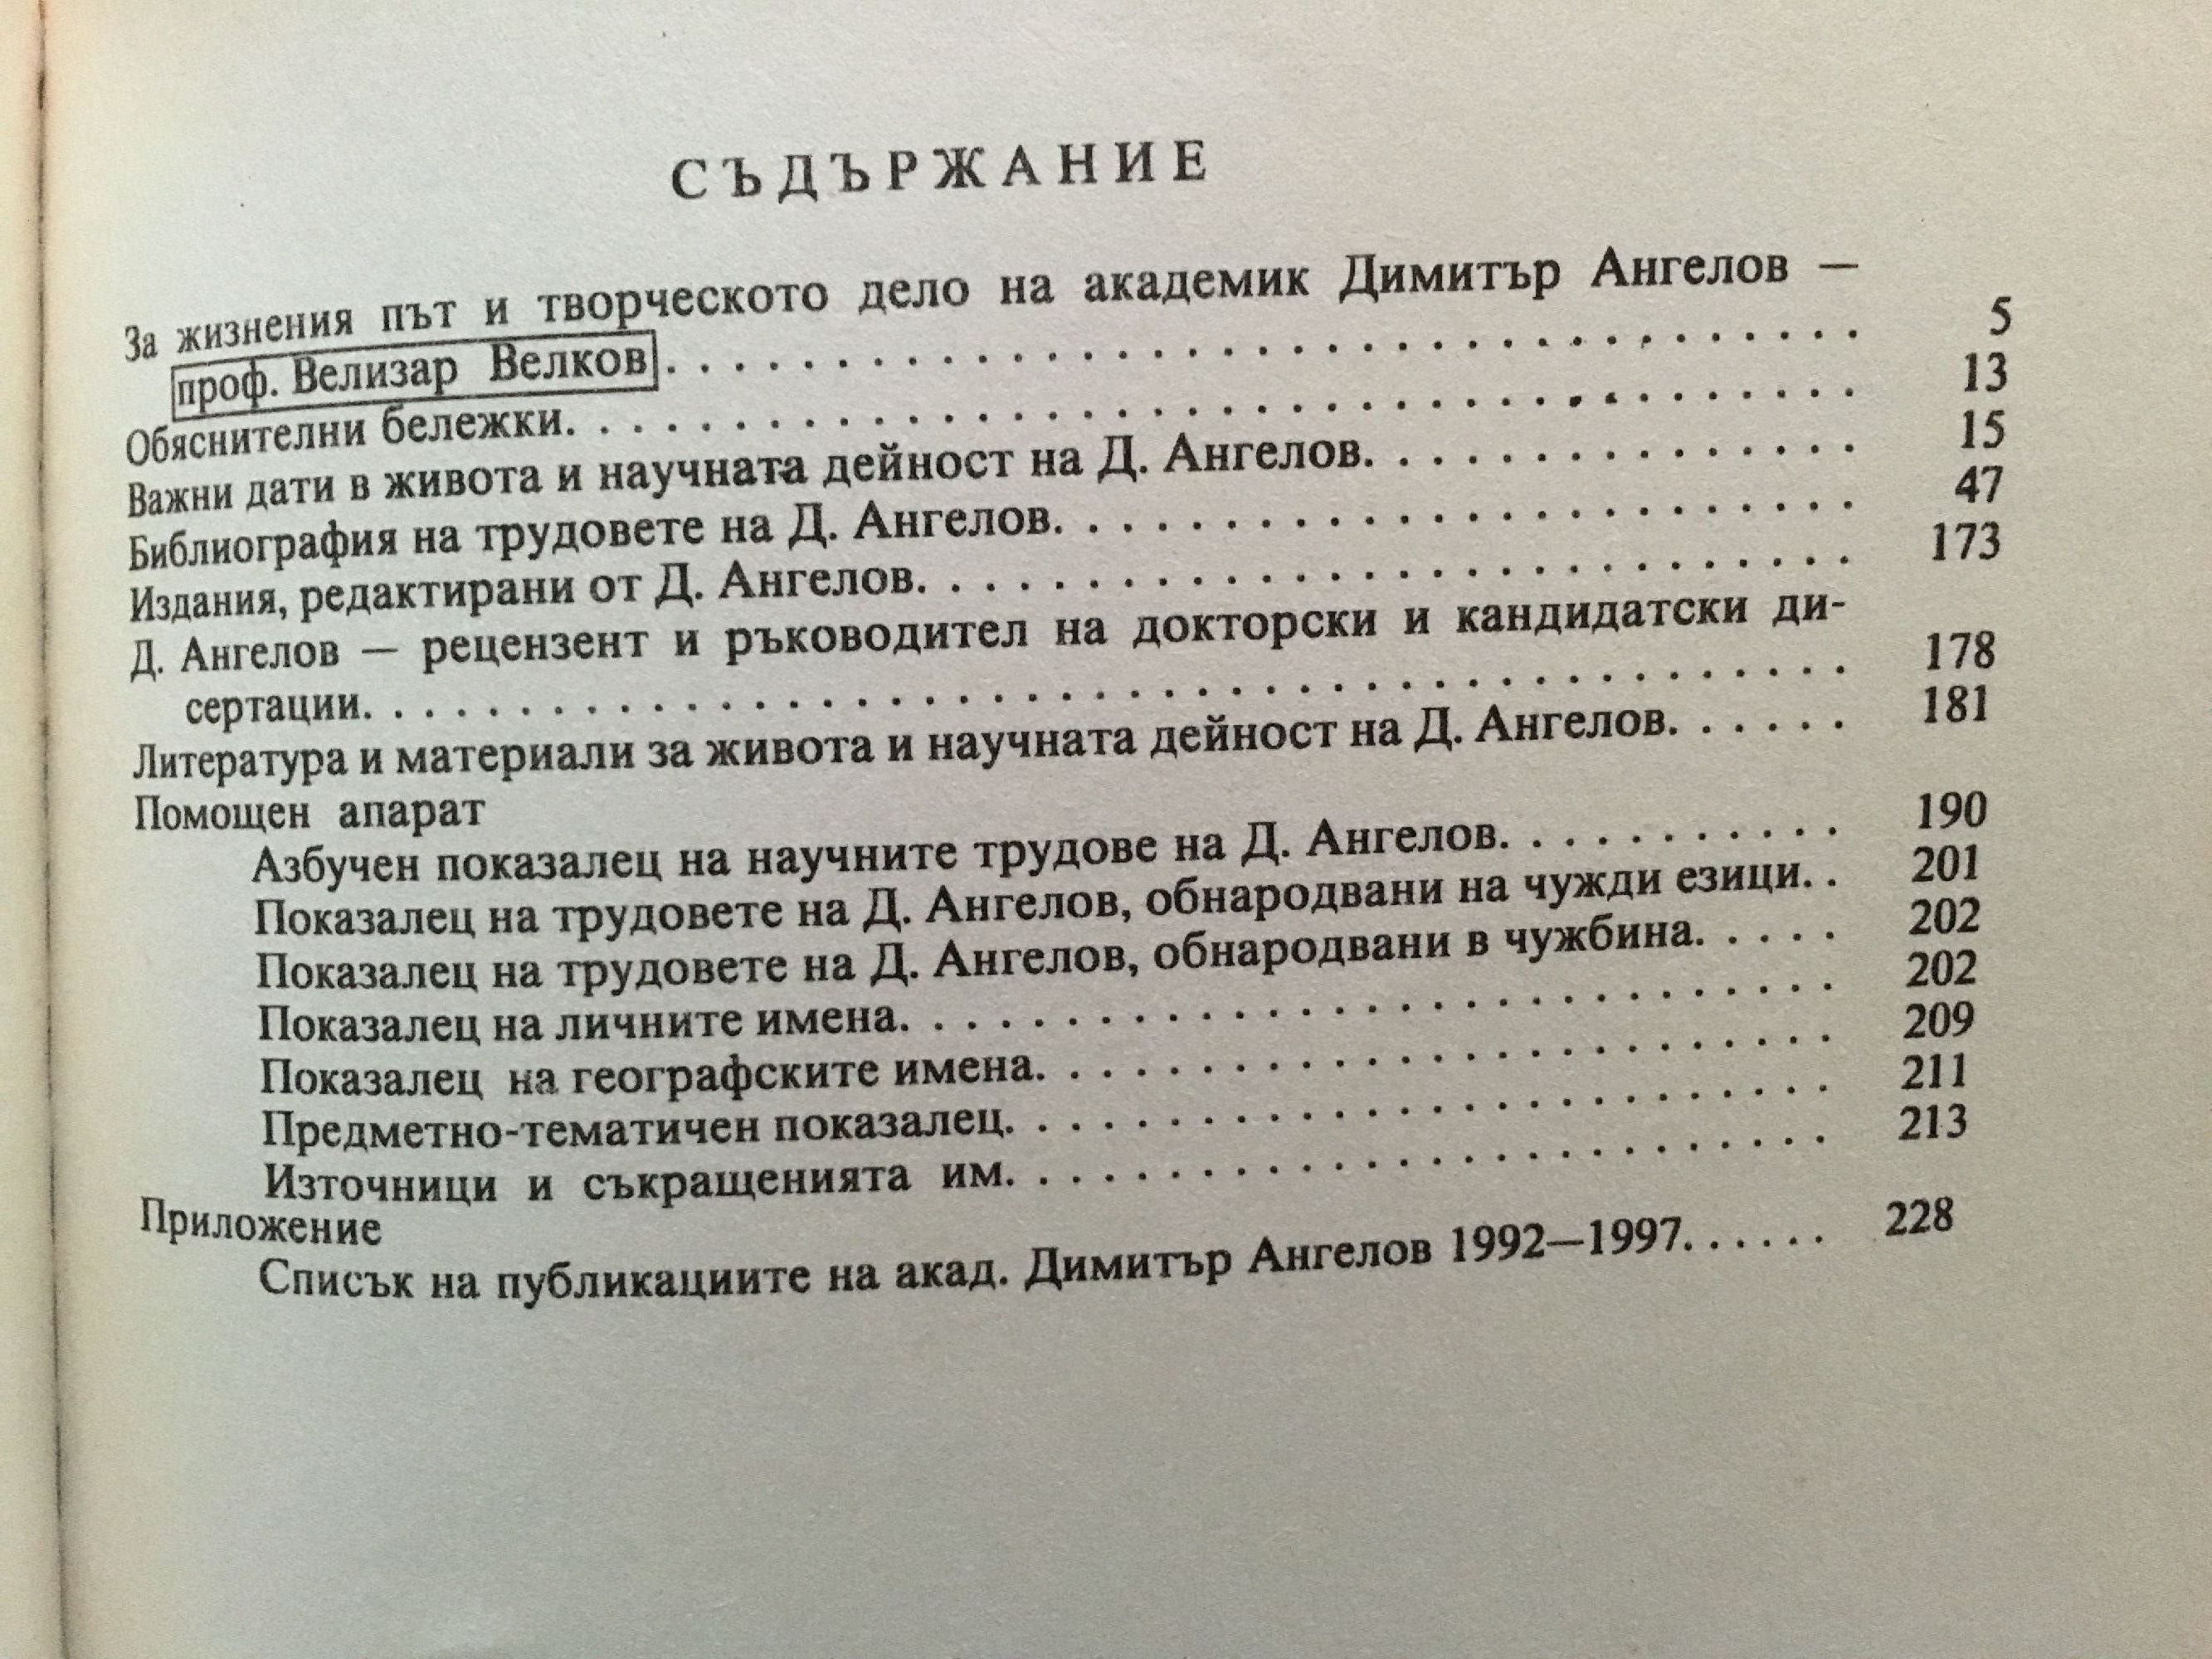 СЪДЪРЖАНИЕ
За жизнения път и творческото дело на академик Димитър Ангелов —
проф. Велизар Велков. . . . . . . . . . . . . . . . . . . . . . . . . . . . . . 5
Обяснителни бележки. . . . . . . . . . . . . . . . . . . . . . . . . . . . . . 13
Важни дати в живота и научната дейност на Д. Ангелов. . . . . . . . . . . . . . 15
Библиография на трудовете на Д. Ангелов. . . . . . . . . . . . . . . . . . . . 47
Издания, редактирани от Д. Ангелов. . . . . . . . . . . . . . . . . . . . . . . 173
Д. Ангелов — рецензент и ръководител на докторски и кандидатски ди-
сертации. . . . . . . . . . . . . . . . . . . . . . . . . . . . . . . . . . . 178
Литература и материали за живота и научната дейност на Д. Ангелов. . . . . . 181
Помощен апарат
Азбучен показалец на научните трудове на Д. Ангелов. . . . . . . . . . . 190
Показалец на трудовете на Д. Ангелов, обнародвани на чужди езици. . 201
Показалец на трудовете на Д. Ангелов, обнародвани в чужбина. . . . . 202
Показалец на личните имена. . . . . . . . . . . . . . . . . . . . . . . . 202
Показалец на географските имена. . . . . . . . . . . . . . . . . . . . . 209
Предметно-тематичен показалец. . . . . . . . . . . . . . . . . . . . . . 211
Източници и съкращенията им. . . . . . . . . . . . . . . . . . . . . . . 213
Приложение
Списък на публикациите на акад. Димитър Ангелов 1992—1997. . . . . . 228